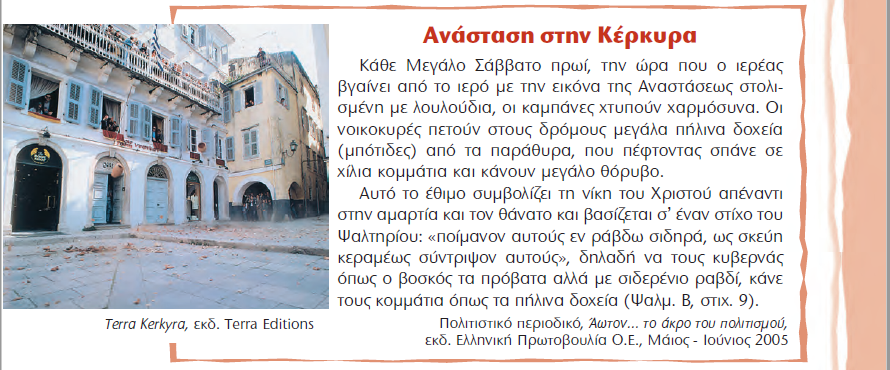 Ανάσταση στην Κέρκυρα
Κάθε Μεγάλο Σάββατο πρωί, την ώρα που ο ιερέας
βγαίνει από το ιερό με την εικόνα της Αναστάσεως στολι-
σμένη με λουλούδια, οι καμπάνες χτυπούν χαρμόσυνα. Οι
νοικοκυρές πετούν στους δρόμους μεγάλα πήλινα δοχεία
(μπότιδες) από τα παράθυρα, που πέφτοντας σπάνε σε
χίλια κομμάτια και κάνουν μεγάλο θόρυβο.
Αυτό το έθιμο συμβολίζει τη νίκη του Χριστού απέναντι
στην αμαρτία και τον θάνατο και βασίζεται σ' έναν στίχο του
Ψαλτηρίου: «ποίμανον αυτούς εν ράβδω σιδηρά, ως σκεύη
κεραμέως σύντριψον αυτούς», δηλαδή να τους κυβερνάς
όπως ο βοσκός τα πρόβατα αλλά με σιδερένιο ραβδί, κάνε
τους κομμάτια όπως τα πήλινα δοχεία (Ψαλμ. Β, στιχ. 9).
Terra Kerkyra, εκδ. Terra Editions
Πολιτιστικό περιοδικό, Άωτον... το άκρο του πολιτισμού,
εκδ. Ελληνική Πρωτοβουλία Ο.Ε., Μάιος - Ιούνιος 2005